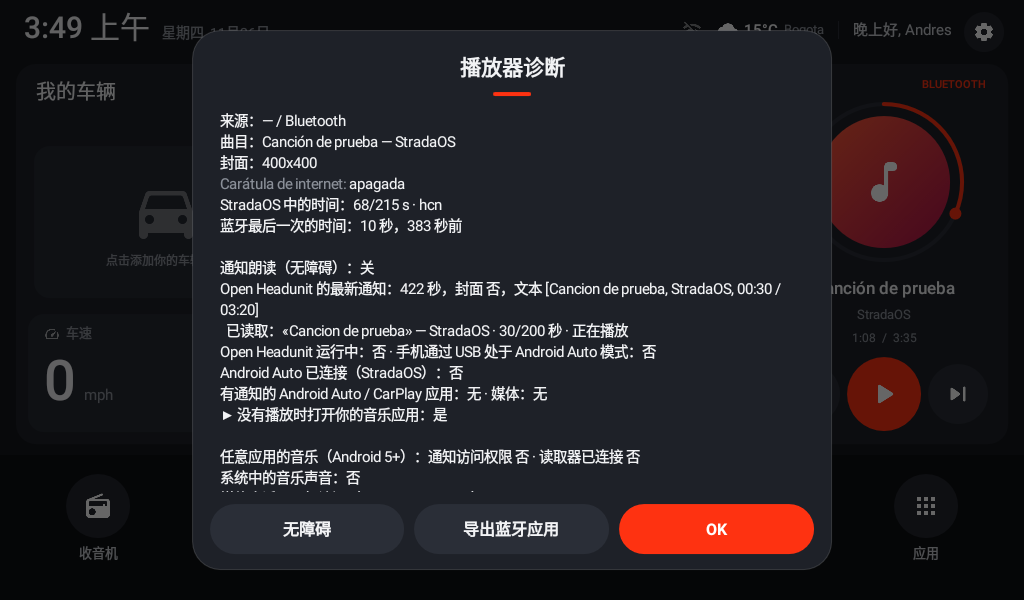 3:49 上午
15°C Bogota
晚上好, Andres
我的车辆
BLUETOOTH
播放器诊断
来源：— / Bluetooth
曲目：Canción de prueba — StradaOS
封面：400x400
Carátula de internet: apagada
StradaOS 中的时间：68/215 s · hcn
蓝牙最后一次的时间：10 秒，383 秒前
通知朗读（无障碍）：关
Open Headunit 的最新通知：422 秒，封面 否，文本 [Cancion de prueba, StradaOS, 00:30 /
03:20]
已读取：«Cancion de prueba» — StradaOS · 30/200 秒 · 正在播放
Open Headunit 运行中：否 · 手机通过 USB 处于 Android Auto 模式：否
Android Auto 已连接（StradaOS）：否
有通知的 Android Auto / CarPlay 应用：无 · 媒体：无
► 没有播放时打开你的音乐应用：是
任意应用的音乐（Android 5+）：通知访问权限 否 · 读取器已连接 否
系统中的音乐声音：否
点击添加你的车
车速
0 mph
nción de prueba
StradaOS
1:08 / 3:35
无障碍
导出蓝牙应用
OK
收音机
应用